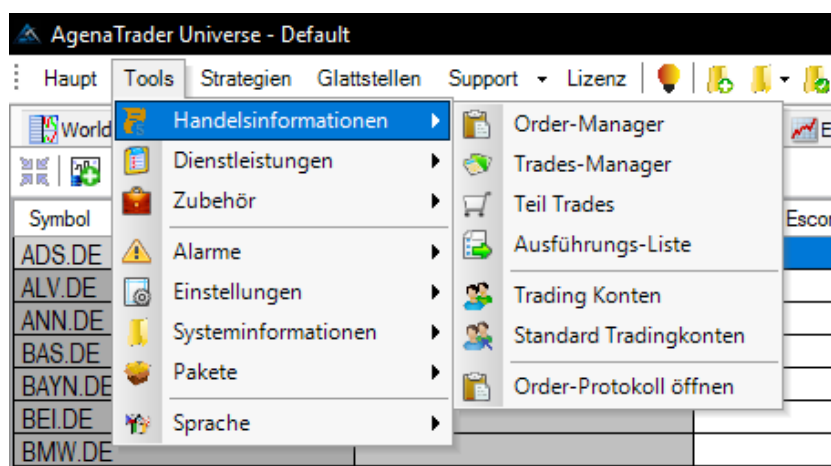 AgenaTrader Universe - Default
Haupt Tools Strategien Glattstellen Support Lizenz
World
Handelsinformationen
Dienstleistungen
Zubehör
Alarme
Einstellungen
Systeminformationen
Pakete
Sprache
Order-Manager
Trades-Manager
Teil Trades
Ausführungs-Liste
Trading Konten
Standard Tradingkonten
Order-Protokoll öffnen
E
Symbol
Escor
ADS.DE
ALV.DE
ANN.DE
BAS.DE
BAYN.DE
BEI.DE
BMW.DE